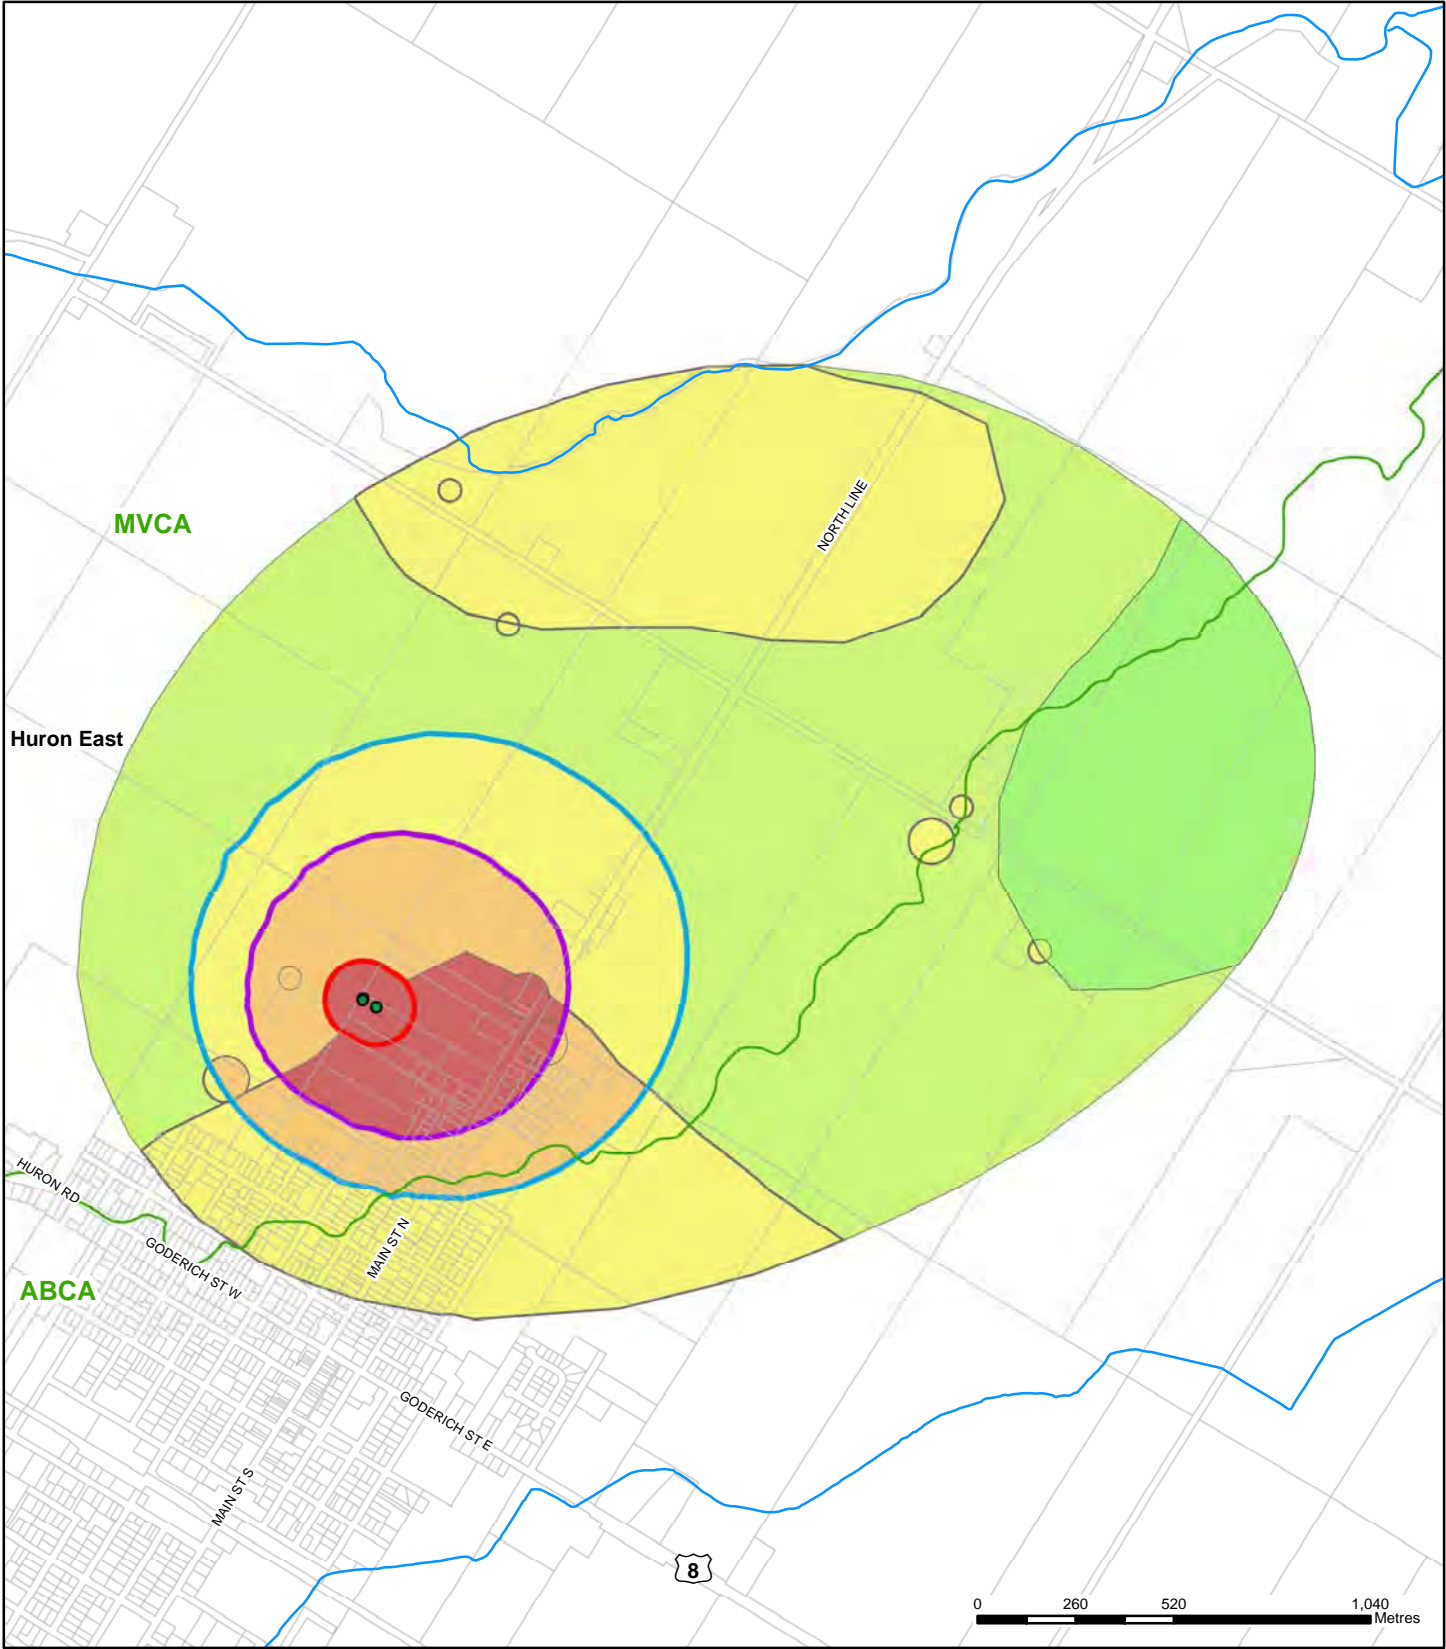 NORTH LINE
MVCA
Huron East
HURON RD
GODERICH ST W
MAIN ST N
ABCA
GODERICH ST E
MAIN ST S
8
0 260 520 1,040
Metres